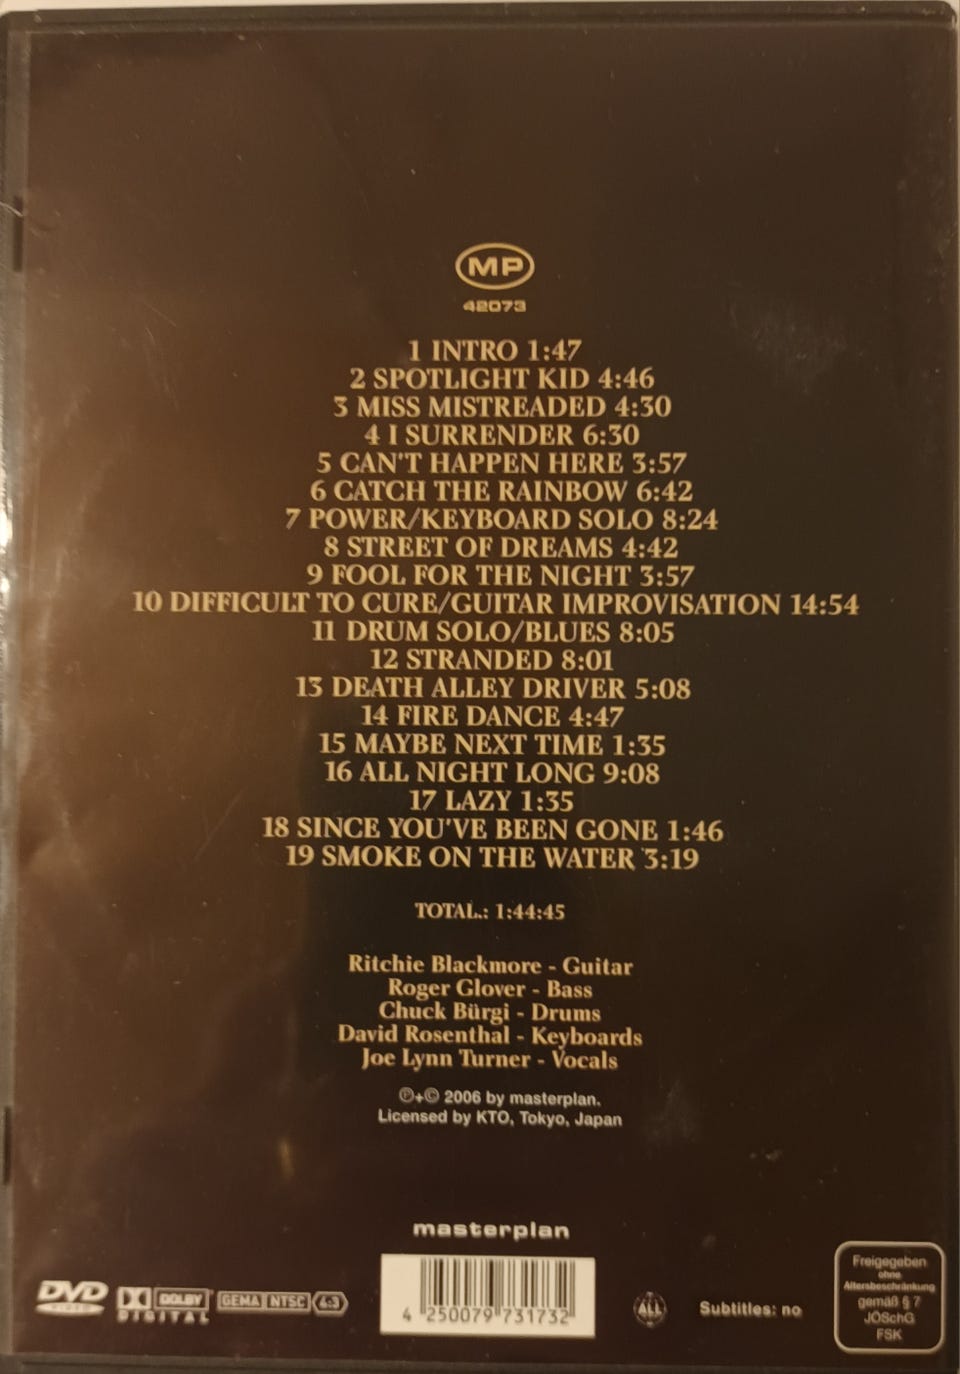 MP
42073
1 INTRO 1:47
2 SPOTLIGHT KID 4:46
3 MISS MISTREADED 4:30
4 I SURRENDER 6:30
5 CAN'T HAPPEN HERE 3:57
6 CATCH THE RAINBOW 6:42
7 POWER/KEYBOARD SOLO 8:24
8 STREET OF DREAMS 4:42
9 FOOL FOR THE NIGHT 3:57
10 DIFFICULT TO CURE/GUITAR IMPROVISATION 14:54
11 DRUM SOLO/BLUES 8:05
12 STRANDED 8:01
13 DEATH ALLEY DRIVER 5:08
14 FIRE DANCE 4:47
15 MAYBE NEXT TIME 1:35
16 ALL NIGHT LONG 9:08
17 LAZY 1:35
18 SINCE YOU'VE BEEN GONE 1:46
19 SMOKE ON THE WATER 3:19
TOTAL.: 1:44:45
Ritchie Blackmore - Guitar
Roger Glover - Bass
Chuck Bürgi - Drums
David Rosenthal - Keyboards
Joe Lynn Turner - Vocals
℗+© 2006 by masterplan.
Licensed by KTO, Tokyo, Japan
masterplan
DVD VIDEO
DOLBY DIGITAL
GEMA NTSC 4:3
4 250079 731732
ALL
Subtitles: no
Freigegeben
ohne
Altersbeschränkung
gemäß § 7
JÖSchG
FSK